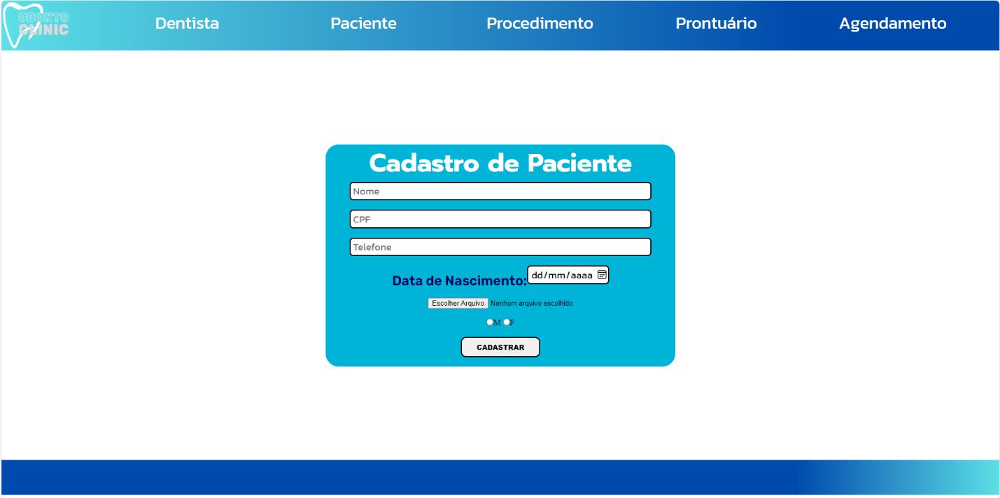 ODONTO
CLINIC
Dentista Paciente Procedimento Prontuário Agendamento
Cadastro de Paciente
Nome
CPF
Telefone
Data de Nascimento: dd/mm/aaaa
Escolher Arquivo Nenhum arquivo escolhido
M F
CADASTRAR